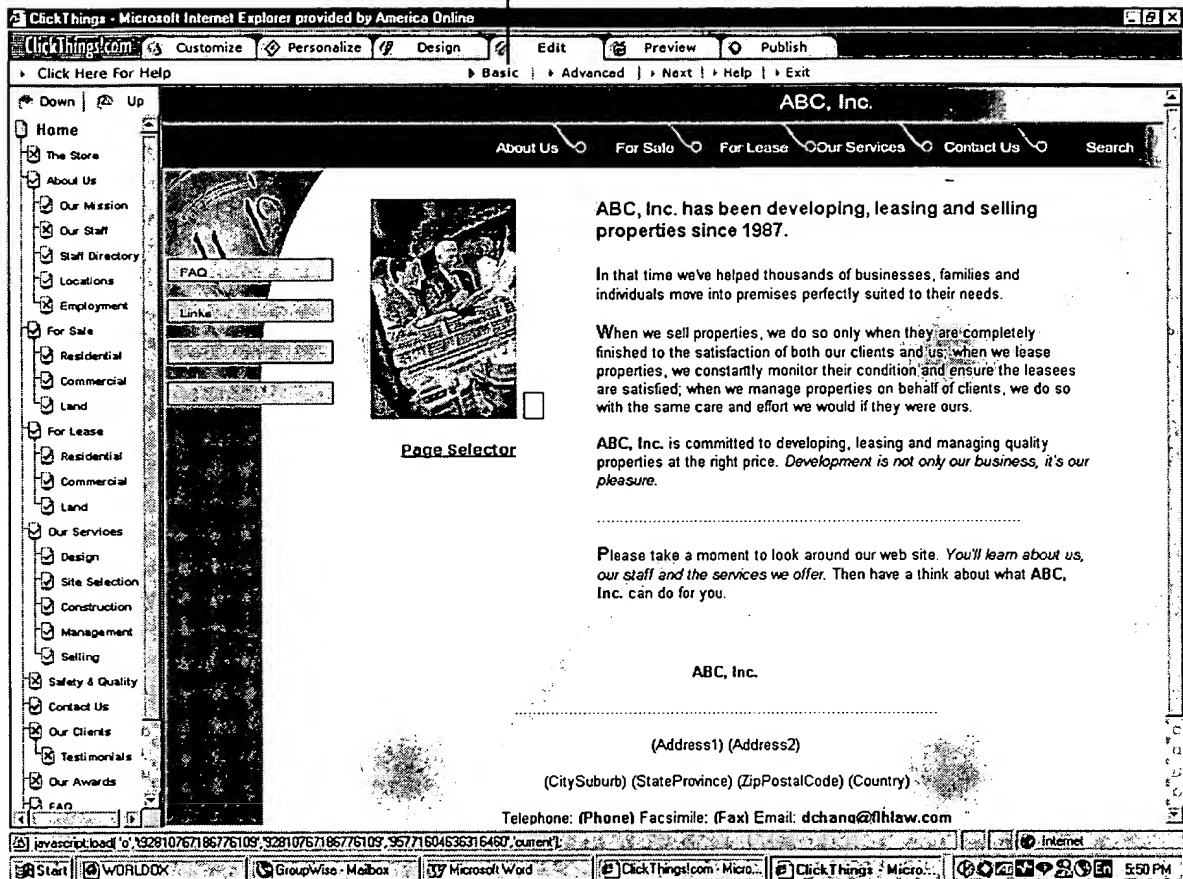 ClickThings - Microsoft Internet Explorer provided by America Online
ClickThings!com Customize Personalize Design Edit Preview Publish
Click Here For Help Basic | Advanced | Next | Help | Exit
Down | Up
ABC, Inc.
About Us For Sale For Lease Our Services Contact Us Search
Home
The Store
About Us
Our Mission
Our Staff
Staff Directory
Locations
Employment
For Sale
Residential
Commercial
Land
For Lease
Residential
Commercial
Land
Our Services
Design
Site Selection
Construction
Management
Selling
Safety & Quality
Contact Us
Our Clients
Testimonials
Our Awards
FAQ
FAQ
Links
Page Selector
ABC, Inc. has been developing, leasing and selling
properties since 1987.
In that time we've helped thousands of businesses, families and
individuals move into premises perfectly suited to their needs.
When we sell properties, we do so only when they are completely
finished to the satisfaction of both our clients and us; when we lease
properties, we constantly monitor their condition and ensure the leasees
are satisfied; when we manage properties on behalf of clients, we do so
with the same care and effort we would if they were ours.
ABC, Inc. is committed to developing, leasing and managing quality
properties at the right price. Development is not only our business, it's our
pleasure.
Please take a moment to look around our web site. You'll learn about us,
our staff and the services we offer. Then have a think about what ABC,
Inc. can do for you.
ABC, Inc.
(Address1) (Address2)
(CitySuburb) (StateProvince) (ZipPostalCode) (Country)
Telephone: (Phone) Facsimile: (Fax) Email: dchang@flhlaw.com
javascript:load( 'o', '932810767186776109', '932810767186776109', '95771604636316460', 'current'); Internet
Start WORLDOX GroupWise - Mailbox Microsoft Word ClickThings!com - Micro... ClickThings - Micro... En 5:50 PM